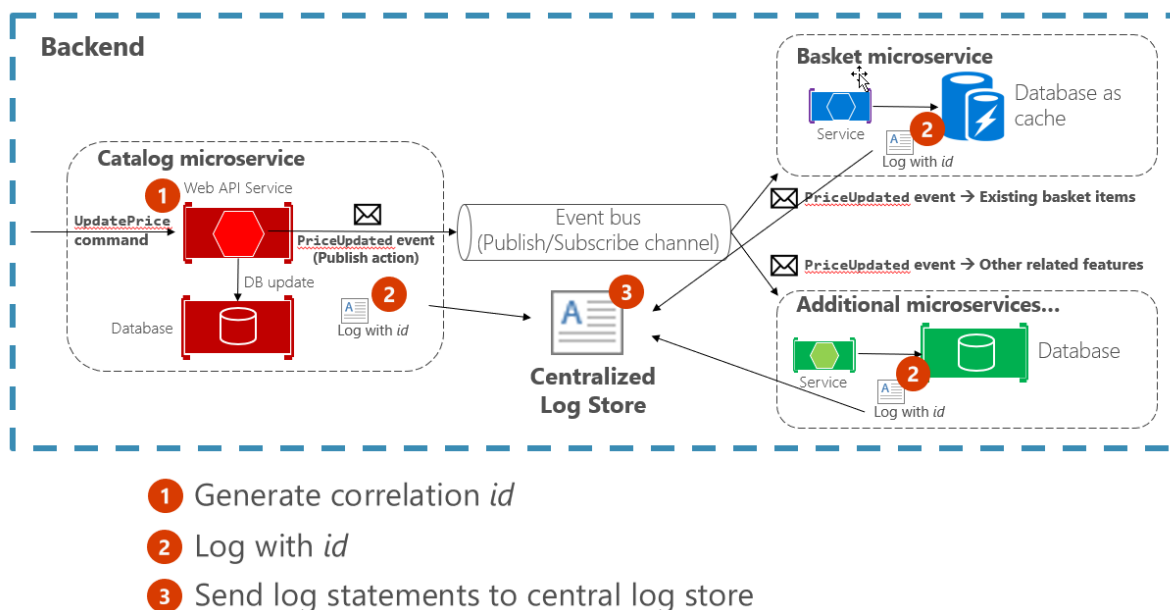 Backend
Basket microservice
Database as
cache
Service
2
Log with id
Catalog microservice
1
Web API Service
UpdatePrice
command
PriceUpdated event
(Publish action)
DB update
Database
A
2
Log with id
Event bus
(Publish/Subscribe channel)
PriceUpdated event → Existing basket items
PriceUpdated event → Other related features
3
A
Centralized
Log Store
Additional microservices...
Database
Service
2
A
Log with id
1 Generate correlation id
2 Log with id
3 Send log statements to central log store